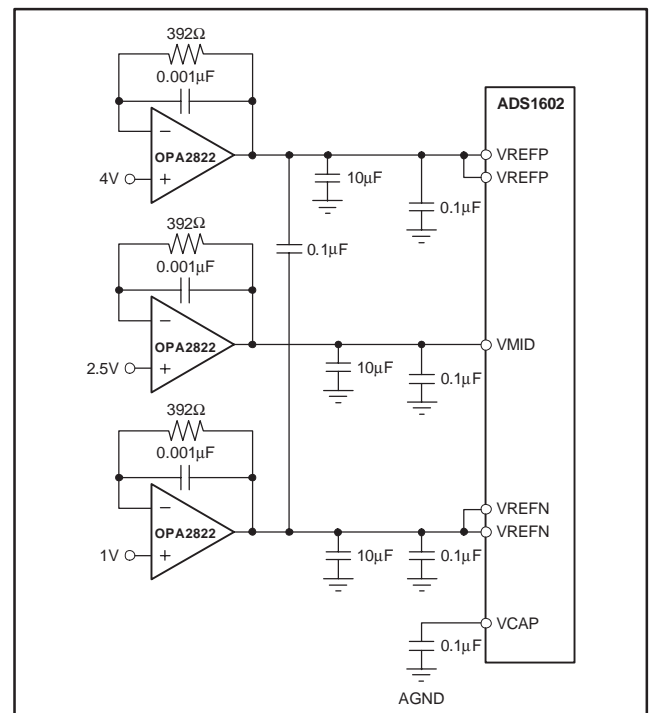 392Ω
0.001µF
ADS1602
−
OPA2822
+
4V
VREFP
VREFP
10µF
0.1µF
392Ω
0.1µF
0.001µF
−
OPA2822
+
2.5V
VMID
10µF
0.1µF
392Ω
0.001µF
VREFN
−
OPA2822
VREFN
+
1V
10µF
0.1µF
VCAP
0.1µF
AGND